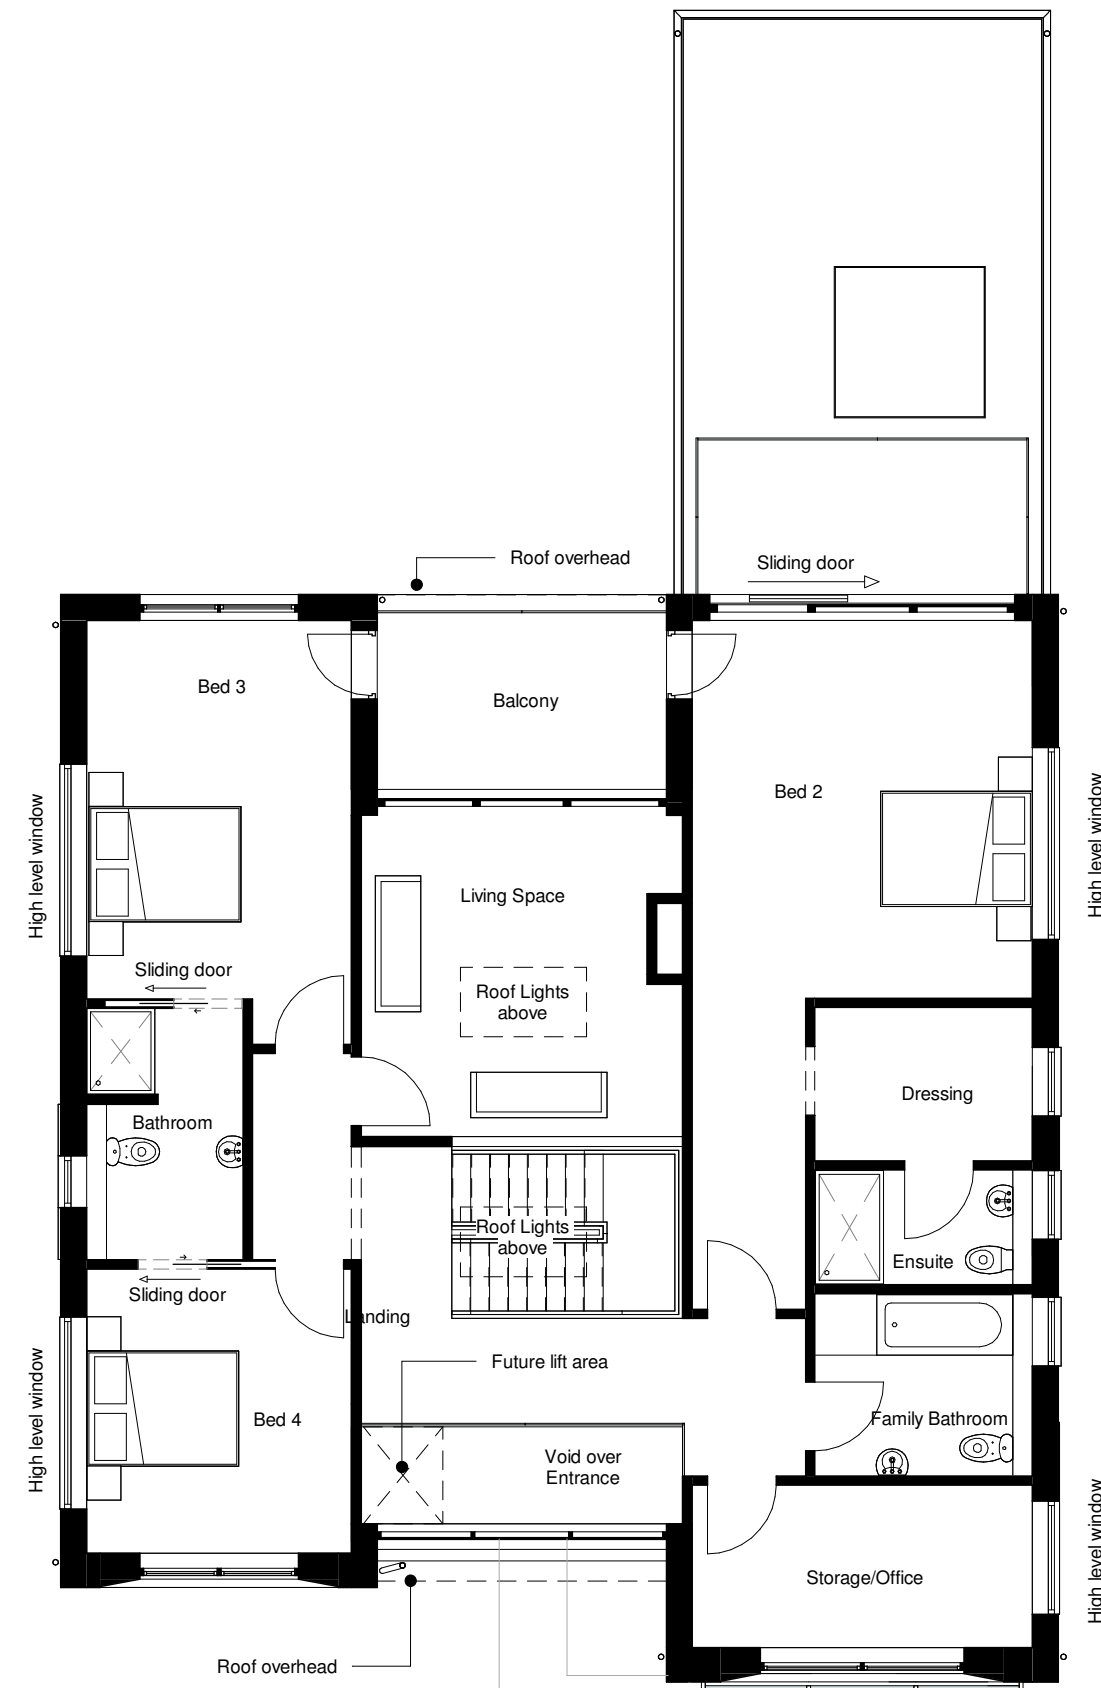 Roof overhead
Sliding door
Bed 3
Balcony
Bed 2
High level window
High level window
Living Space
Sliding door
Roof Lights
above
Dressing
Bathroom
Roof Lights
above
Ensuite
Sliding door
Landing
Future lift area
High level window
Bed 4
Family Bathroom
Void over
Entrance
High level window
Storage/Office
Roof overhead